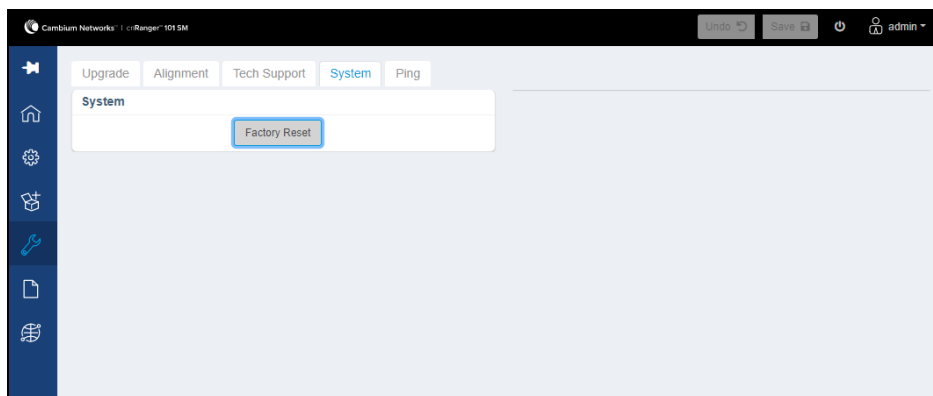 Cambium Networks™ | cnRanger™ 101 SM
Undo
Save
admin
Upgrade
Alignment
Tech Support
System
Ping
System
Factory Reset